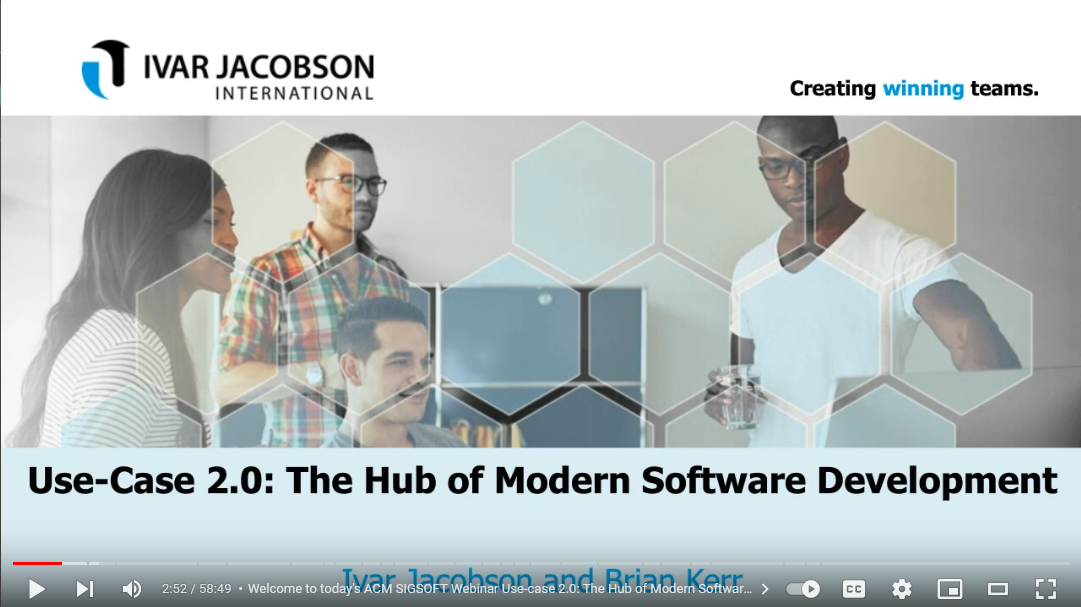 IVAR JACOBSON
INTERNATIONAL
Creating winning teams.
Use-Case 2.0: The Hub of Modern Software Development
Ivar Jacobson and Brian Kerr
2:52 / 58:49 • Welcome to today's ACM SIGSOFT Webinar Use-case 2.0: The Hub of Modern Softwar...
CC